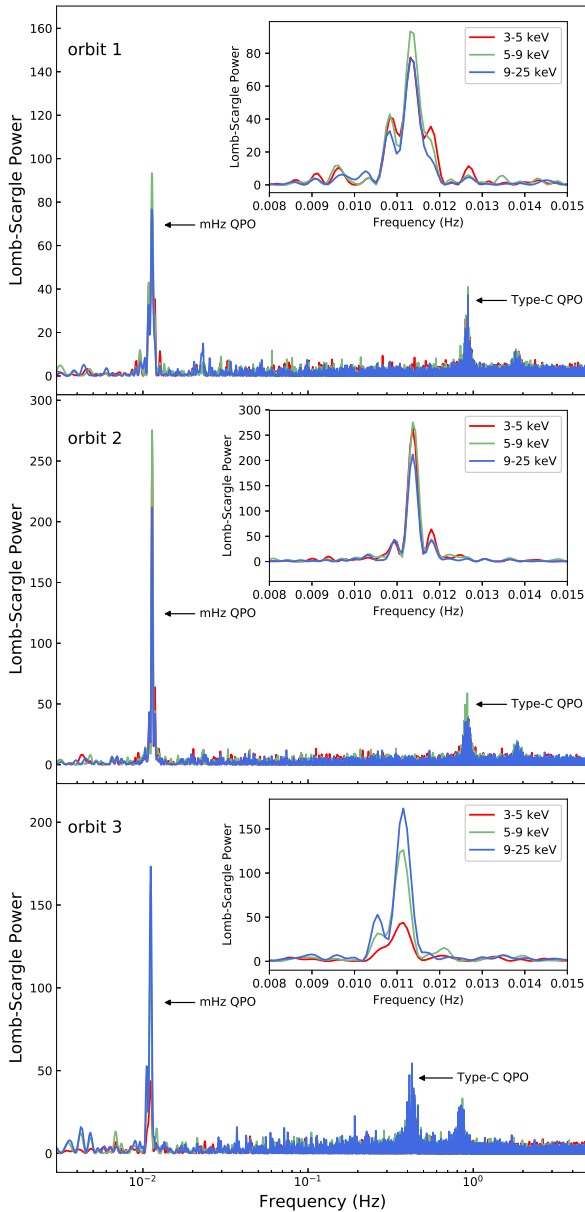 orbit 1
Lomb-Scargle Power
160
140
120
100
80
60
40
20
0
mHz QPO
Type-C QPO
Lomb-Scargle Power
80
60
40
20
0
3-5 keV
5-9 keV
9-25 keV
0.008 0.009 0.010 0.011 0.012 0.013 0.014 0.015
Frequency (Hz)
orbit 2
Lomb-Scargle Power
300
250
200
150
100
50
0
mHz QPO
Type-C QPO
Lomb-Scargle Power
300
250
200
150
100
50
0
3-5 keV
5-9 keV
9-25 keV
0.008 0.009 0.010 0.011 0.012 0.013 0.014 0.015
Frequency (Hz)
orbit 3
Lomb-Scargle Power
200
150
100
50
0
mHz QPO
Type-C QPO
Lomb-Scargle Power
150
100
50
0
3-5 keV
5-9 keV
9-25 keV
0.008 0.009 0.010 0.011 0.012 0.013 0.014 0.015
Frequency (Hz)
10⁻² 10⁻¹ 10⁰
Frequency (Hz)